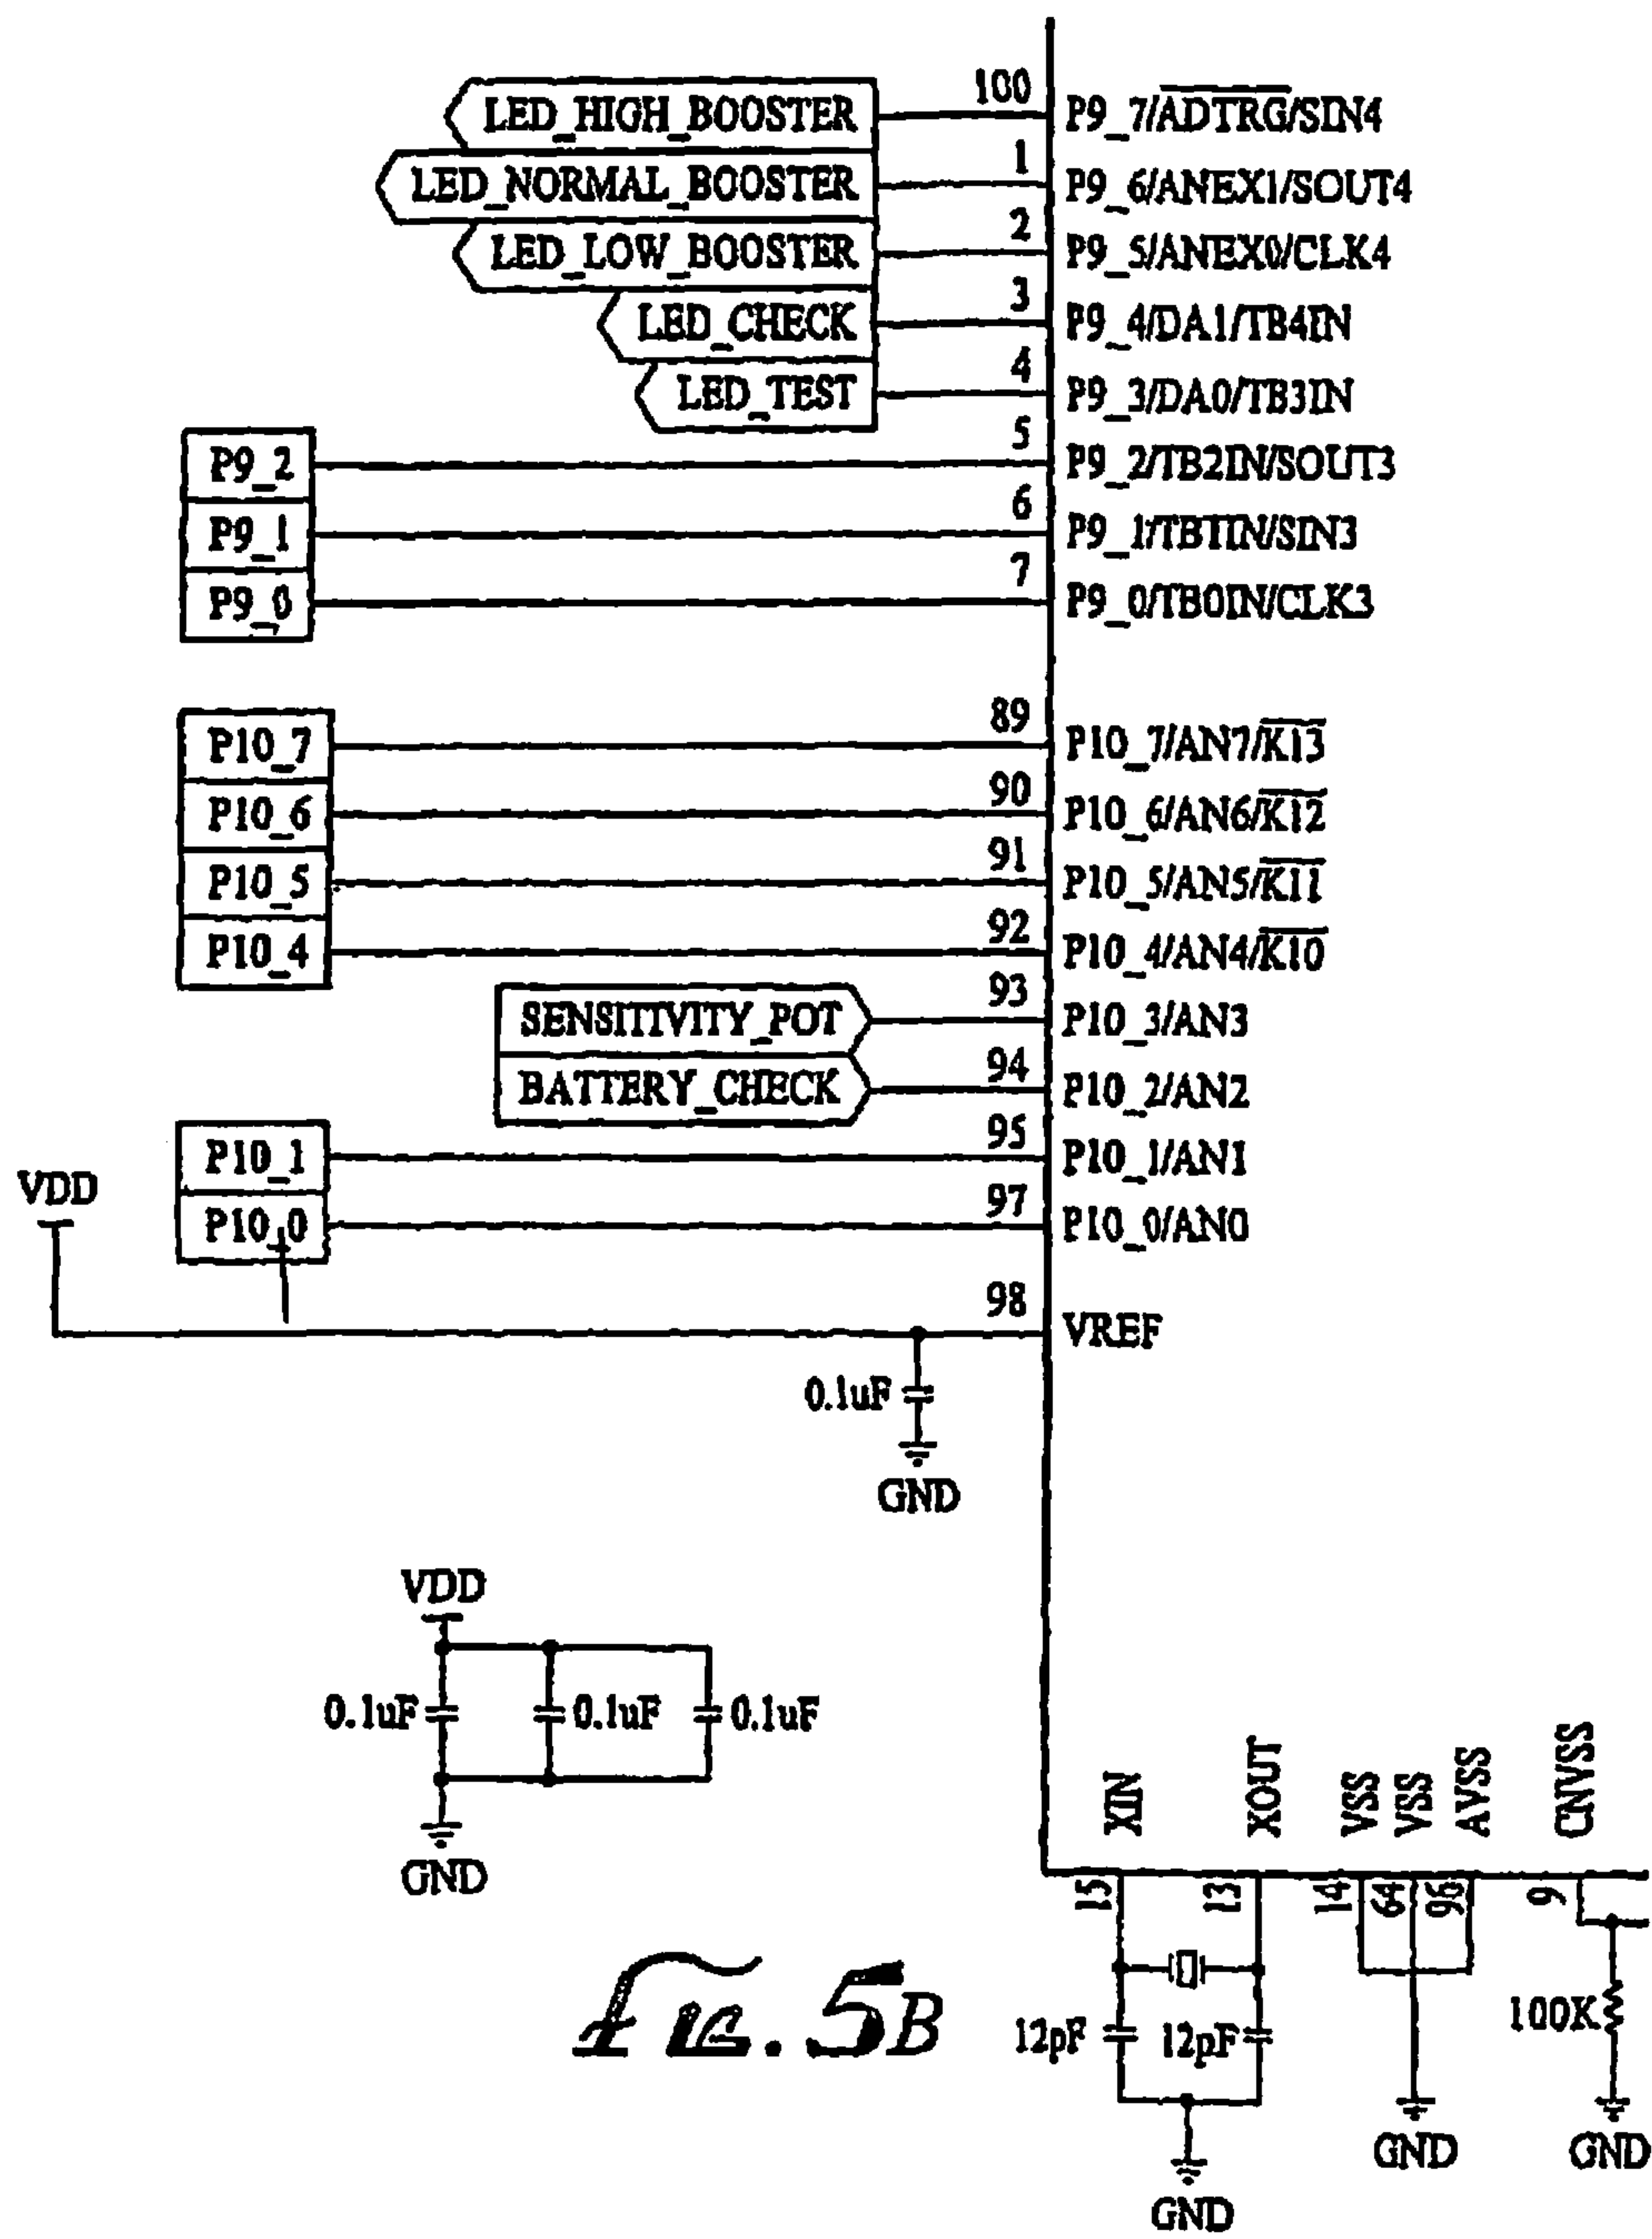 LED_HIGH_BOOSTER 100 P9_7/ADTRG/SIN4
LED_NORMAL_BOOSTER 1 P9_6/ANEX1/SOUT4
LED_LOW_BOOSTER 2 P9_5/ANEX0/CLK4
LED_CHECK 3 P9_4/DA1/TB4IN
LED_TEST 4 P9_3/DA0/TB3IN
P9_2 5 P9_2/TB2IN/SOUT3
P9_1 6 P9_1/TB1IN/SIN3
P9_0 7 P9_0/TB0IN/CLK3
P10_7 89 P10_7/AN7/K13
P10_6 90 P10_6/AN6/K12
P10_5 91 P10_5/AN5/K11
P10_4 92 P10_4/AN4/K10
SENSITIVITY_POT 93 P10_3/AN3
BATTERY_CHECK 94 P10_2/AN2
P10_1 95 P10_1/AN1
VDD
P10_0 97 P10_0/AN0
98 VREF
0.1uF
GND
VDD
0.1uF 0.1uF 0.1uF
GND
XIN XOUT VSS VSS AVSS CNVSS
15 13 14 64 96 9
12pF 12pF 100K
GND GND GND
FIG. 5B